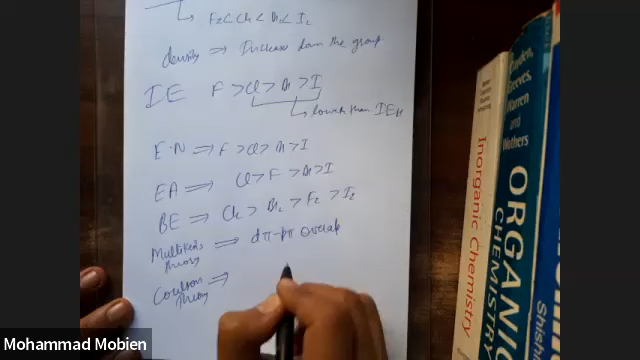 F₂ < Cl₂ < Br₂ < I₂
density ⇒ Increase down the group
IE F > Cl > Br > I
lower than IE H
E·N ⇒ F > Cl > Br > I
EA ⇒ Cl > F > Br > I
BE ⇒ Cl₂ > Br₂ > F₂ > I₂
Mulliken's theory ⇒ dπ-pπ overlap
Coulson theory ⇒
Inorganic Chemistry
Clayden, Greeves, Warren and Wothers
ORGANIC CHEMISTRY
Mohammad Mobien